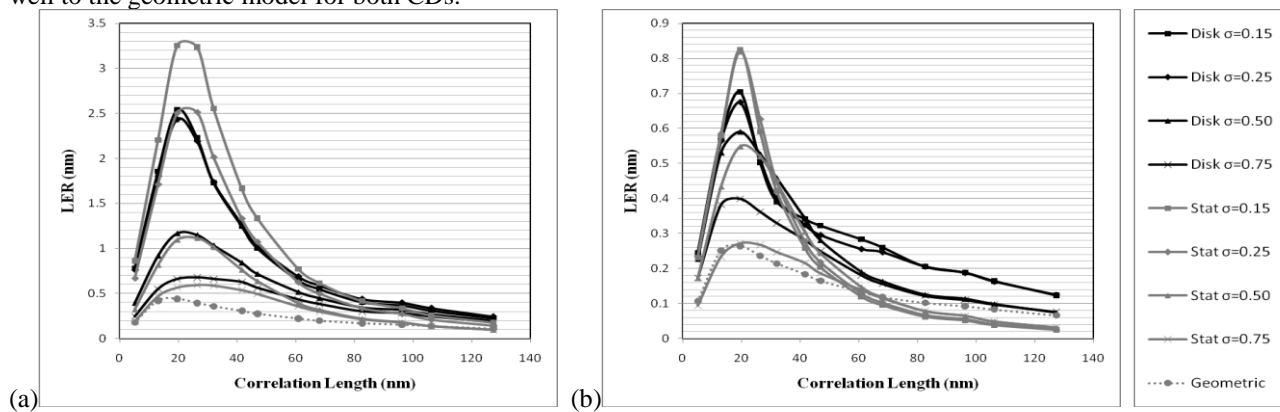 well to the geometric model for both CDs.
3.5
3
2.5
2
1.5
1
0.5
0
LER (nm)
0 20 40 60 80 100 120 140
Correlation Length (nm)
(a)
0.9
0.8
0.7
0.6
0.5
0.4
0.3
0.2
0.1
0
LER (nm)
0 20 40 60 80 100 120 140
Correlation Length (nm)
(b)
Disk σ=0.15
Disk σ=0.25
Disk σ=0.50
Disk σ=0.75
Stat σ=0.15
Stat σ=0.25
Stat σ=0.50
Stat σ=0.75
Geometric